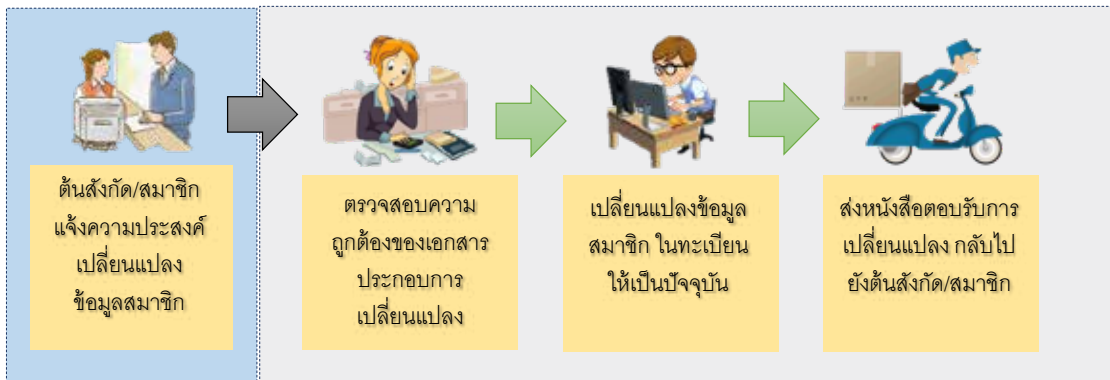 ต้นสังกัด/สมาชิก
แจ้งความประสงค์
เปลี่ยนแปลง
ข้อมูลสมาชิก
ตรวจสอบความ
ถูกต้องของเอกสาร
ประกอบการ
เปลี่ยนแปลง
เปลี่ยนแปลงข้อมูล
สมาชิก ในทะเบียน
ให้เป็นปัจจุบัน
ส่งหนังสือตอบรับการ
เปลี่ยนแปลง กลับไป
ยังต้นสังกัด/สมาชิก